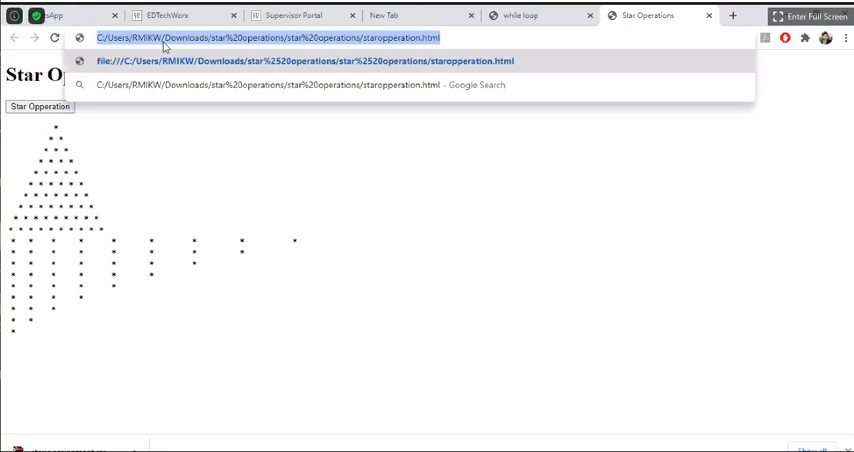 sApp
EDTechWorx
Supervisor Portal
New Tab
while loop
Star Operations
Enter Full Screen
C:/Users/RMIKW/Downloads/star%20operations/star%20operations/staropperation.html
file:///C:/Users/RMIKW/Downloads/star%2520operations/star%2520operations/staropperation.html
C:/Users/RMIKW/Downloads/star%20operations/star%20operations/staropperation.html - Google Search
Star Op
Star Opperation
*
* *
* * *
* * * *
* * * * *
* * * * * *
* * * * * * *
* * * * * * * *
* * * * * * * * *
* * * * * * * * * *
* * * * * * * * *
* * * * * * * *
* * * * * * *
* * * * * *
* * * * *
* * * *
* * *
* *
*
Show all